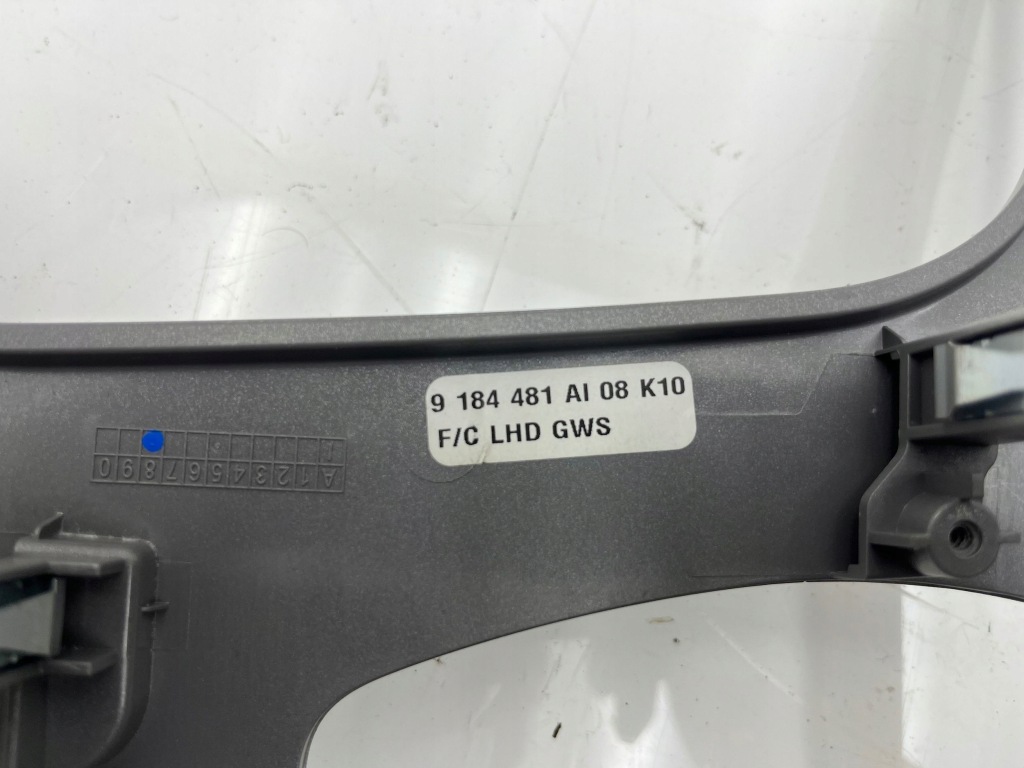 9 184 481 AI 08 K10
F/C LHD GWS
A 1 2 3 4 5 6 7 8 9 0